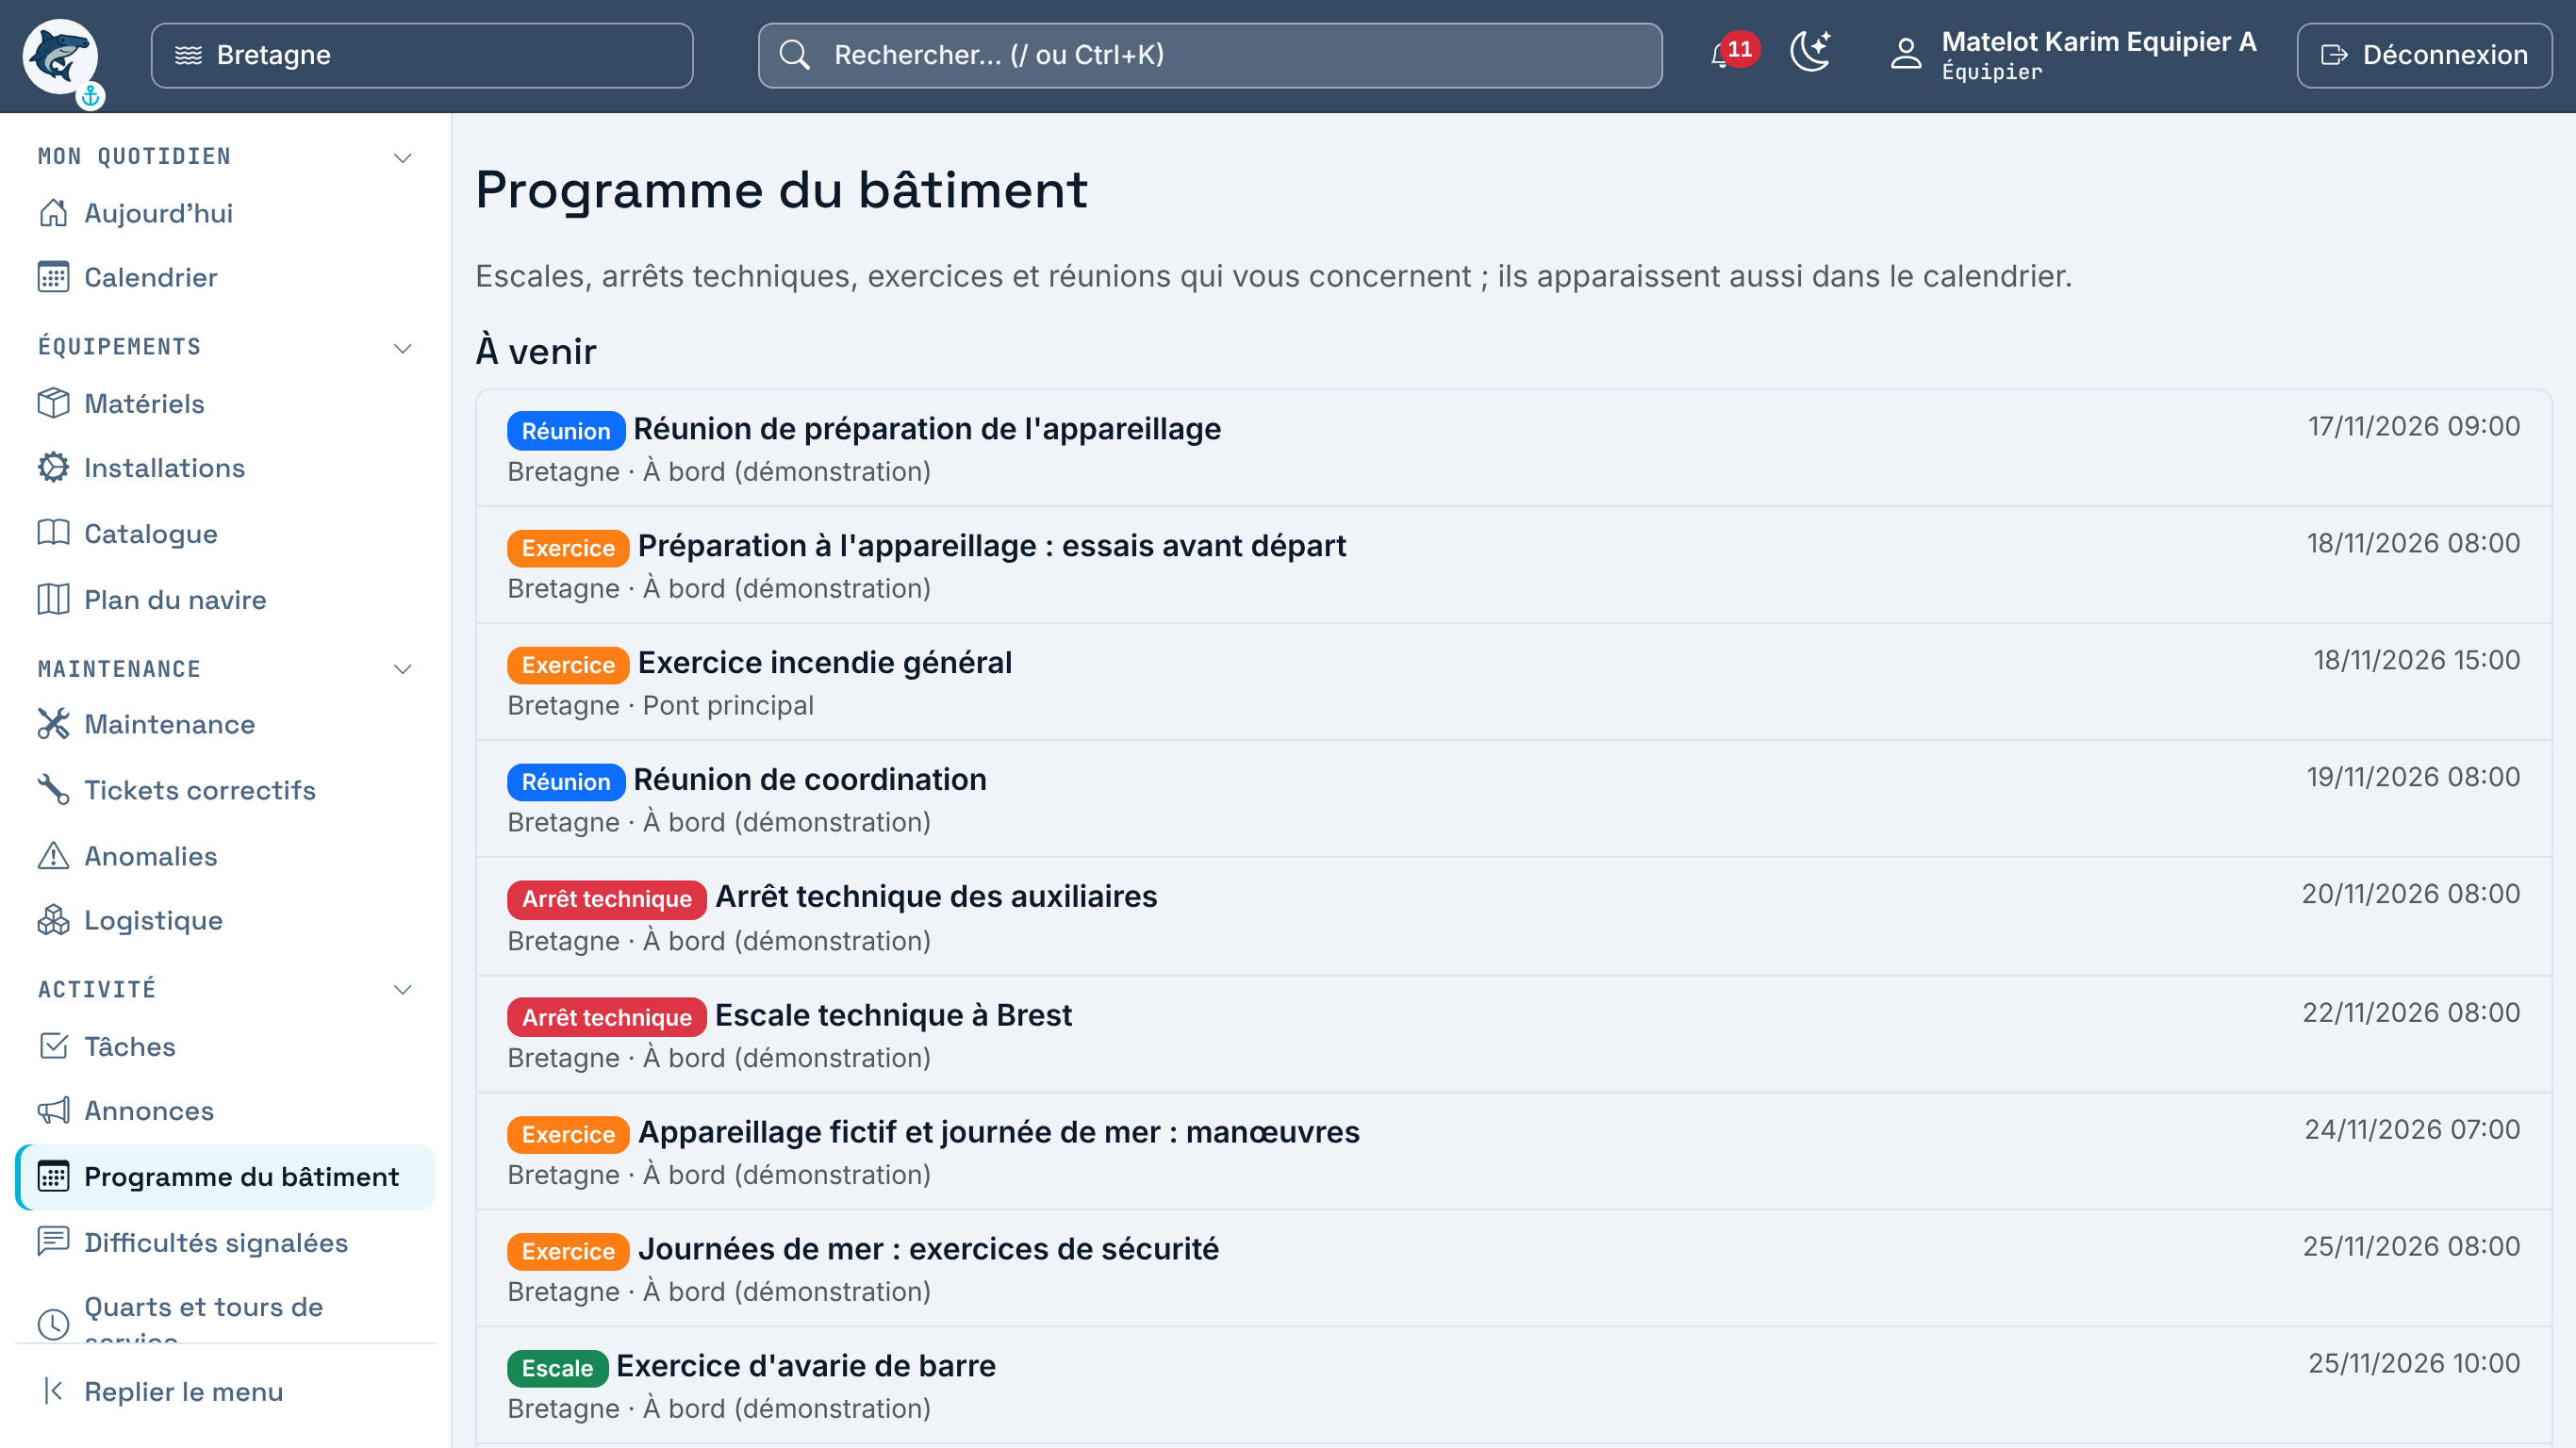 Bretagne
Rechercher... (/ ou Ctrl+K)
11
Matelot Karim Equipier A
Équipier
Déconnexion
MON QUOTIDIEN
Aujourd'hui
Calendrier
ÉQUIPEMENTS
Matériels
Installations
Catalogue
Plan du navire
MAINTENANCE
Maintenance
Tickets correctifs
Anomalies
Logistique
ACTIVITÉ
Tâches
Annonces
Programme du bâtiment
Difficultés signalées
Quarts et tours de
service
Replier le menu
Programme du bâtiment
Escales, arrêts techniques, exercices et réunions qui vous concernent ; ils apparaissent aussi dans le calendrier.
À venir
Réunion Réunion de préparation de l'appareillage 17/11/2026 09:00
Bretagne · À bord (démonstration)
Exercice Préparation à l'appareillage : essais avant départ 18/11/2026 08:00
Bretagne · À bord (démonstration)
Exercice Exercice incendie général 18/11/2026 15:00
Bretagne · Pont principal
Réunion Réunion de coordination 19/11/2026 08:00
Bretagne · À bord (démonstration)
Arrêt technique Arrêt technique des auxiliaires 20/11/2026 08:00
Bretagne · À bord (démonstration)
Arrêt technique Escale technique à Brest 22/11/2026 08:00
Bretagne · À bord (démonstration)
Exercice Appareillage fictif et journée de mer : manœuvres 24/11/2026 07:00
Bretagne · À bord (démonstration)
Exercice Journées de mer : exercices de sécurité 25/11/2026 08:00
Bretagne · À bord (démonstration)
Escale Exercice d'avarie de barre 25/11/2026 10:00
Bretagne · À bord (démonstration)